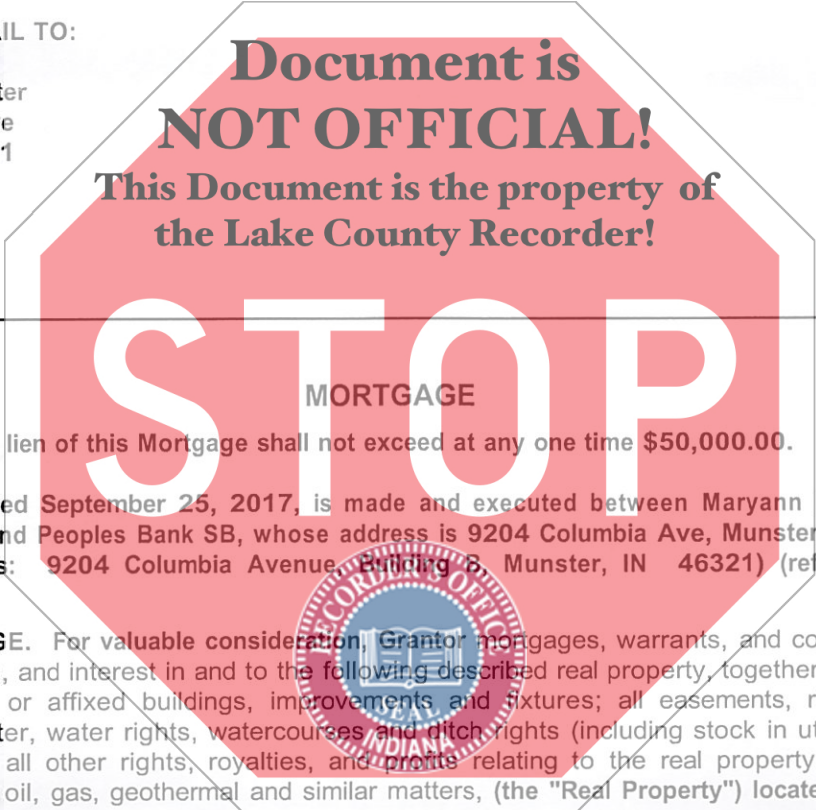 IL TO:
Document is
NOT OFFICIAL!
This Document is the property of
the Lake County Recorder!
STOP
MORTGAGE
lien of this Mortgage shall not exceed at any one time $50,000.00.
ed September 25, 2017, is made and executed between Maryann
nd Peoples Bank SB, whose address is 9204 Columbia Ave, Munster
s: 9204 Columbia Avenue, Building B, Munster, IN 46321) (ref
GE. For valuable consideration, Grantor mortgages, warrants, and co
, and interest in and to the following described real property, together
or affixed buildings, improvements and fixtures; all easements, r
ter, water rights, watercourses and ditch rights (including stock in ut
all other rights, royalties, and profits relating to the real property
oil, gas, geothermal and similar matters, (the "Real Property") locate
RECORDER'S OFFICE
SEAL
INDIANA